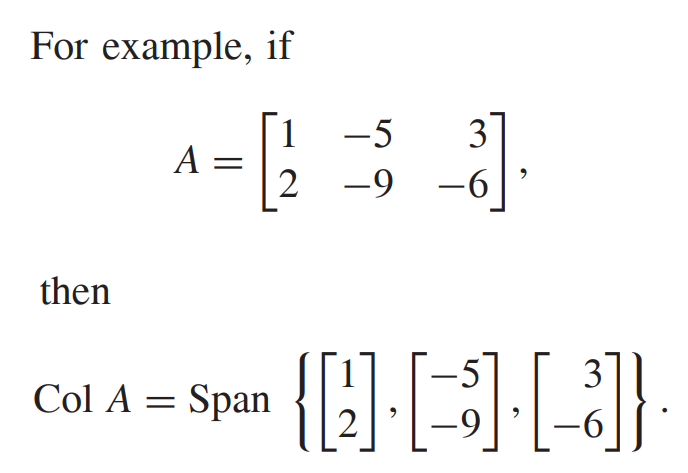 For example, if
A = [1 −5 3
2 −9 −6],
then
Col A = Span {[1 2], [−5 −9], [3 −6]}.